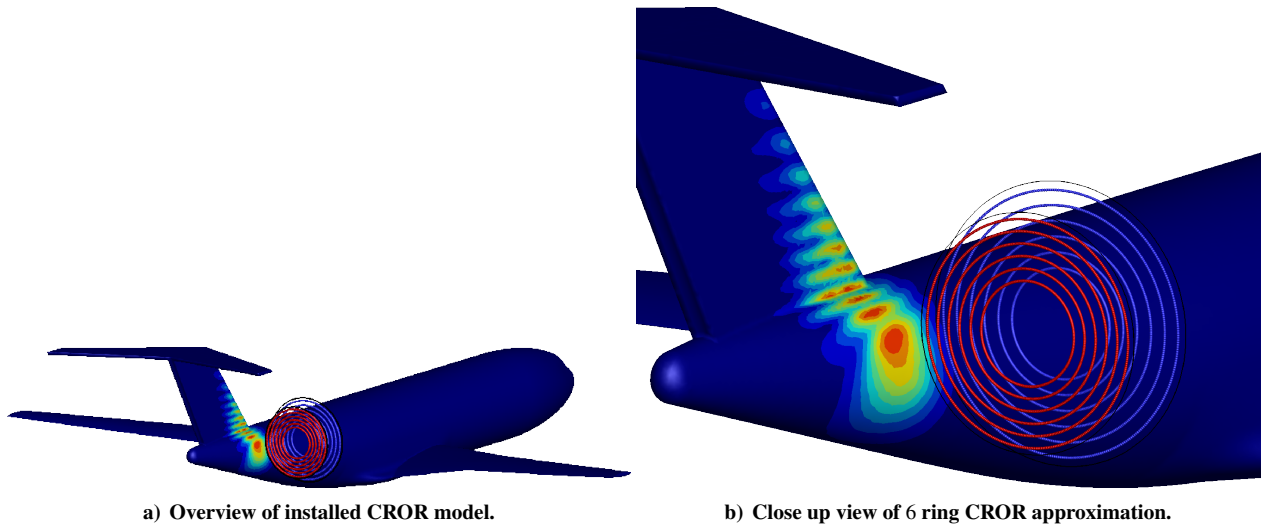 a) Overview of installed CROR model.
b) Close up view of 6 ring CROR approximation.